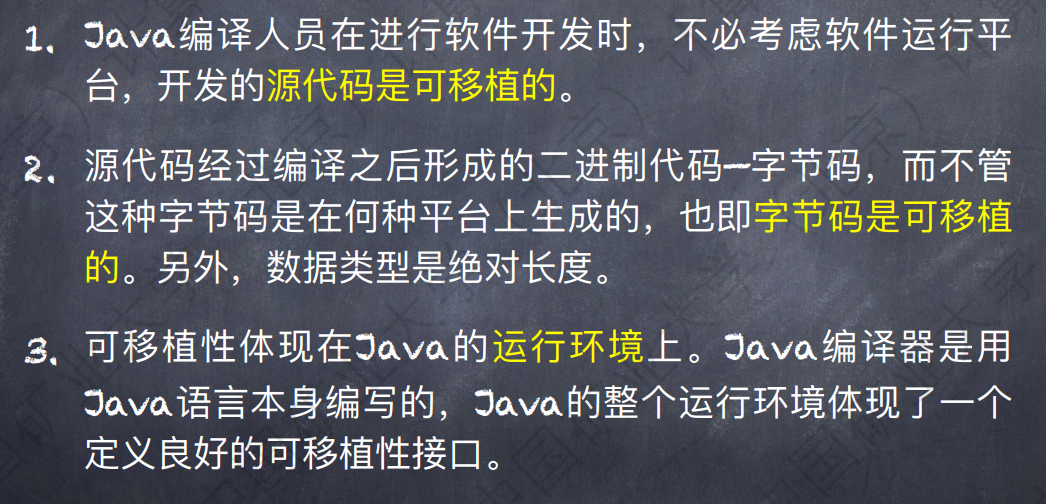 1. Java编译人员在进行软件开发时，不必考虑软件运行平
台，开发的源代码是可移植的。
2. 源代码经过编译之后形成的二进制代码—字节码，而不管
这种字节码是在何种平台上生成的，也即字节码是可移植
的。另外，数据类型是绝对长度。
3. 可移植性体现在Java的运行环境上。Java编译器是用
Java语言本身编写的，Java的整个运行环境体现了一个
定义良好的可移植性接口。